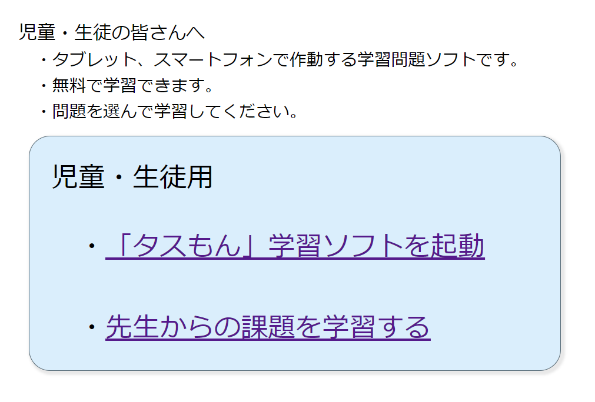 児童・生徒の皆さんへ
・タブレット、スマートフォンで作動する学習問題ソフトです。
・無料で学習できます。
・問題を選んで学習してください。
児童・生徒用
・「タスもん」学習ソフトを起動
・先生からの課題を学習する